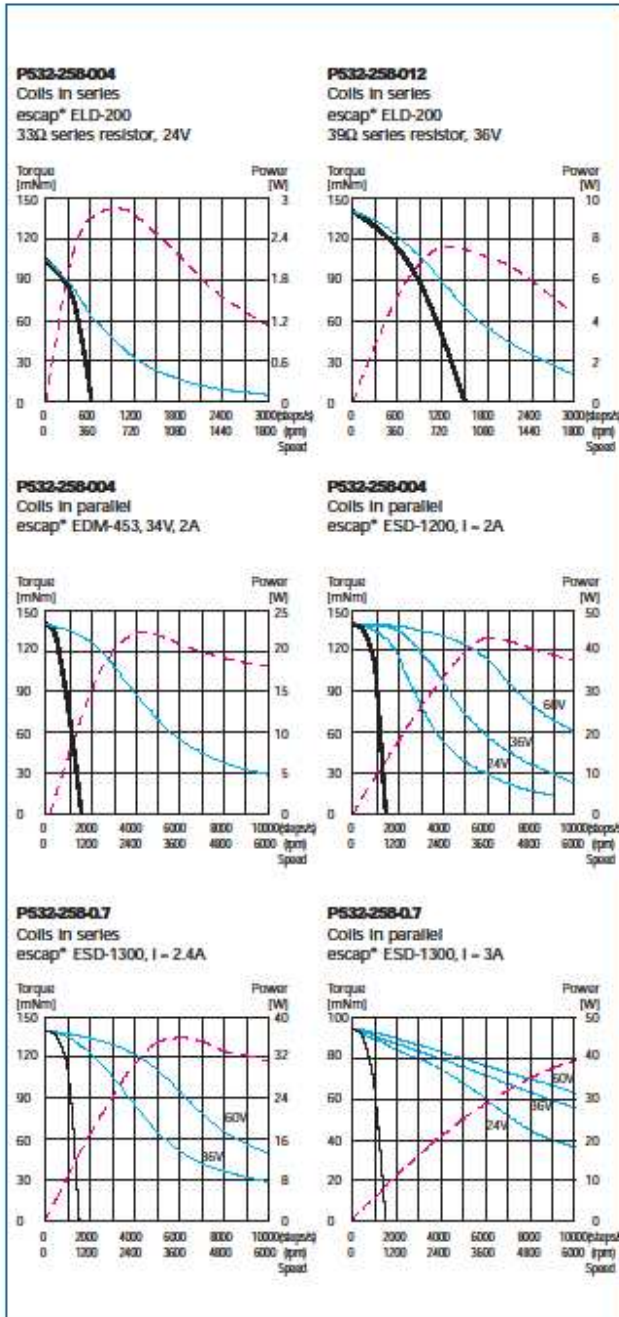 P532-258-004
Coils in series
escap* ELD-200
33Ω series resistor, 24V
Torque Power
[mNm] [W]
150 3
120 2.4
90 1.8
60 1.2
30 0.6
0 0
0 600 1200 1800 2400 3000(steps/s)
0 360 720 1080 1440 1800 (rpm)
Speed
P532-258-012
Coils in series
escap* ELD-200
39Ω series resistor, 36V
Torque Power
[mNm] [W]
150 10
120 8
90 6
60 4
30 2
0 0
0 600 1200 1800 2400 3000(steps/s)
0 360 720 1080 1440 1800 (rpm)
Speed
P532-258-004
Coils in parallel
escap* EDM-453, 34V, 2A
Torque Power
[mNm] [W]
150 25
120 20
90 15
60 10
30 5
0 0
0 2000 4000 6000 8000 10000(steps/s)
0 1200 2400 3600 4800 6000 (rpm)
Speed
P532-258-004
Coils in parallel
escap* ESD-1200, I = 2A
Torque Power
[mNm] [W]
150 50
120 40
90 30
60V
60 20
36V
24V
30 10
0 0
0 2000 4000 6000 8000 10000(steps/s)
0 1200 2400 3600 4800 6000 (rpm)
Speed
P532-258-0.7
Coils in series
escap* ESD-1300, I = 2.4A
Torque Power
[mNm] [W]
150 40
120 32
90 24
60V
60 16
36V
30 8
0 0
0 2000 4000 6000 8000 10000(steps/s)
0 1200 2400 3600 4800 6000 (rpm)
Speed
P532-258-0.7
Coils in parallel
escap* ESD-1300, I = 3A
Torque Power
[mNm] [W]
100 50
80 40
60V
60 30
36V
24V
40 20
20 10
0 0
0 2000 4000 6000 8000 10000(steps/s)
0 1200 2400 3600 4800 6000 (rpm)
Speed